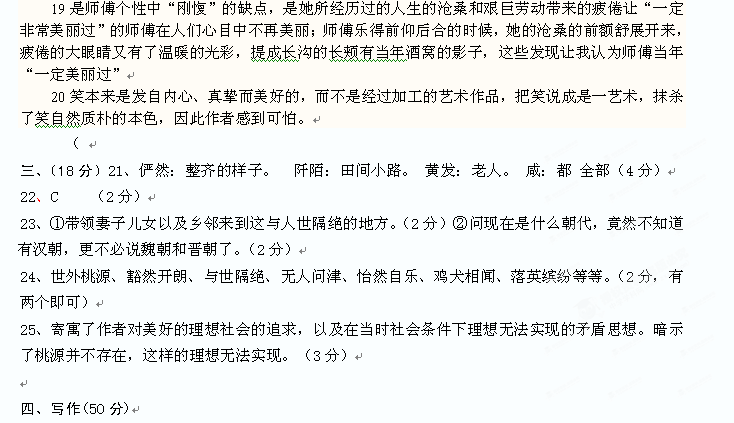 19 是师傅个性中“刚愎”的缺点，是她所经历过的人生的沧桑和艰巨劳动带来的疲倦让“一定
非常美丽过”的师傅在人们心目中不再美丽；师傅乐得前仰后合的时候，她的沧桑的前额舒展开来，
疲倦的大眼睛又有了温暖的光彩，提成长沟的长颊有当年酒窝的影子，这些发现让我认为师傅当年
“一定美丽过”
20 笑本来是发自内心、真挚而美好的，而不是经过加工的艺术作品，把笑说成是一艺术，抹杀
了笑自然质朴的本色，因此作者感到可怕。
（
三、（18 分）21、俨然：整齐的样子。 阡陌：田间小路。 黄发：老人。 咸：都 全部（4 分）
22、C （2 分）
23、①带领妻子儿女以及乡邻来到这与人世隔绝的地方。（2 分）②问现在是什么朝代，竟然不知道
有汉朝，更不必说魏朝和晋朝了。（2 分）
24、世外桃源、豁然开朗、与世隔绝、无人问津、怡然自乐、鸡犬相闻、落英缤纷等等。（2 分，有
两个即可）
25、寄寓了作者对美好的理想社会的追求，以及在当时社会条件下理想无法实现的矛盾思想。暗示
了桃源并不存在，这样的理想无法实现。（3 分）
四、写作（50 分）